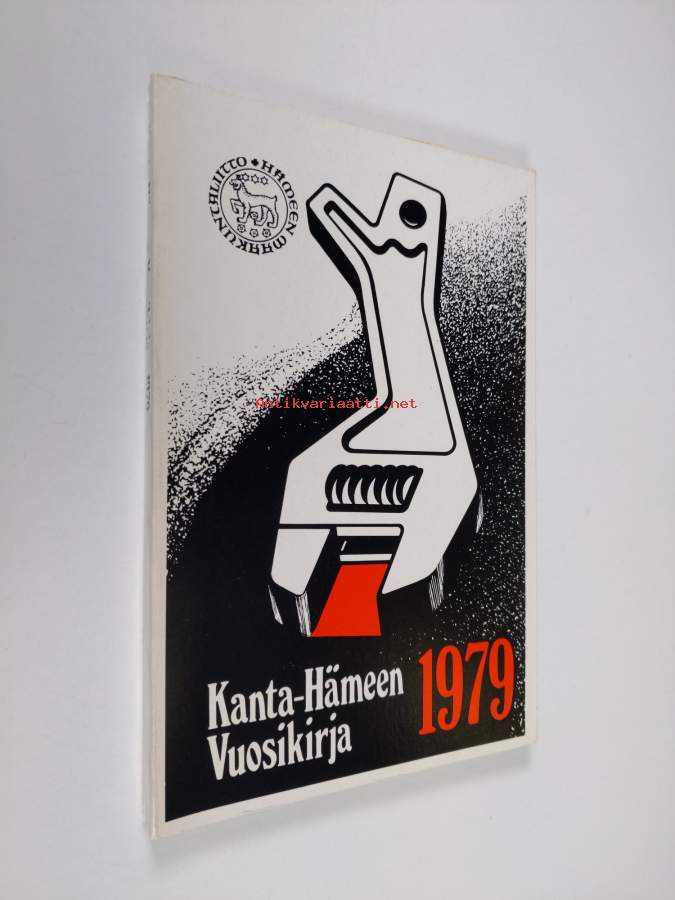 HÄMEEN MAAKUNTALIITTO
Antikvariaatti.net
Kanta-Hämeen
Vuosikirja
1979